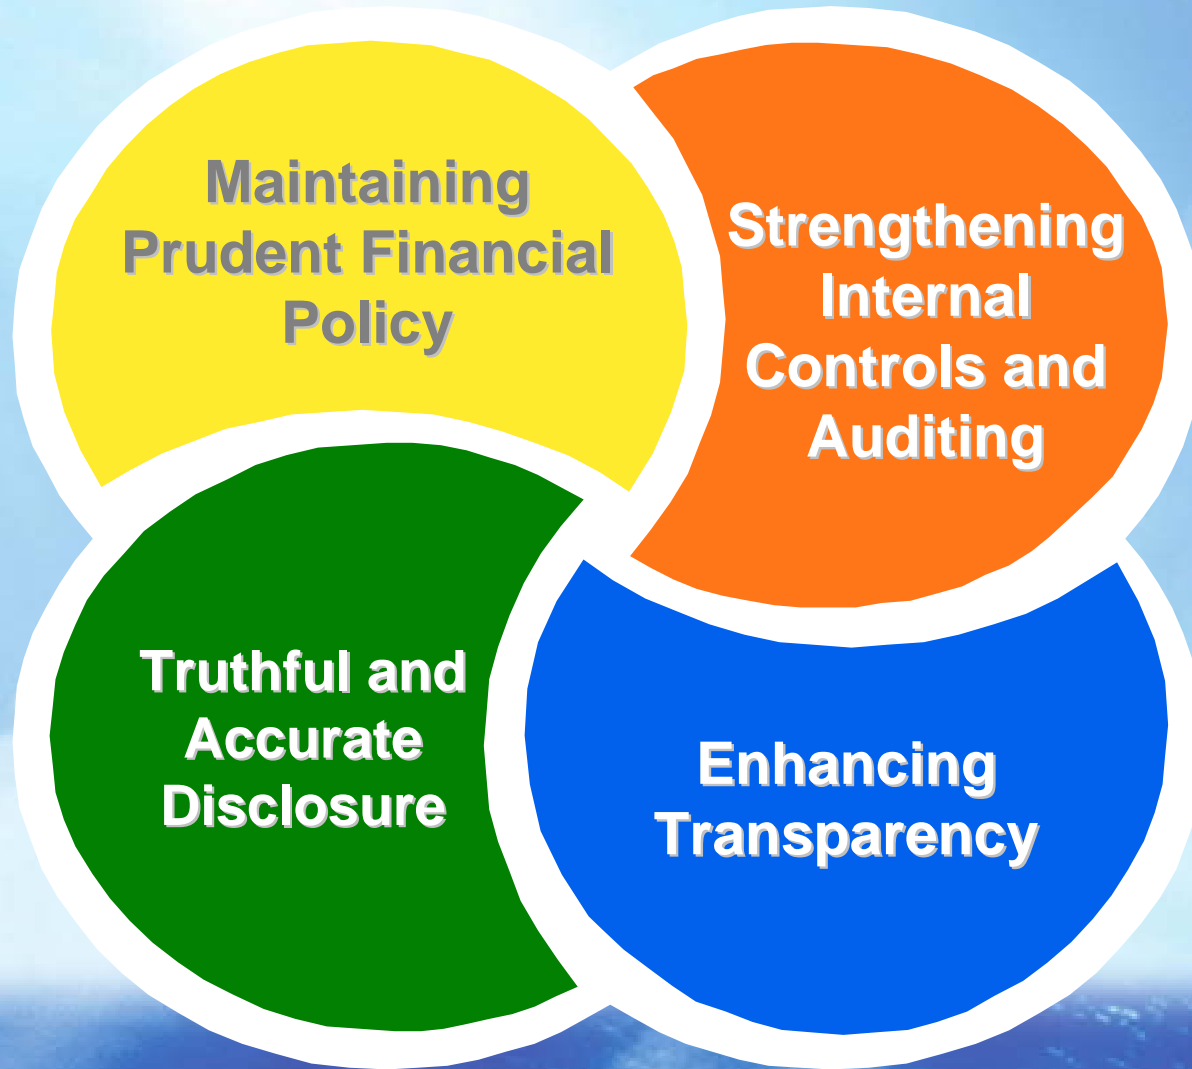 Maintaining
Prudent Financial
Policy
Strengthening
Internal
Controls and
Auditing
Truthful and
Accurate
Disclosure
Enhancing
Transparency